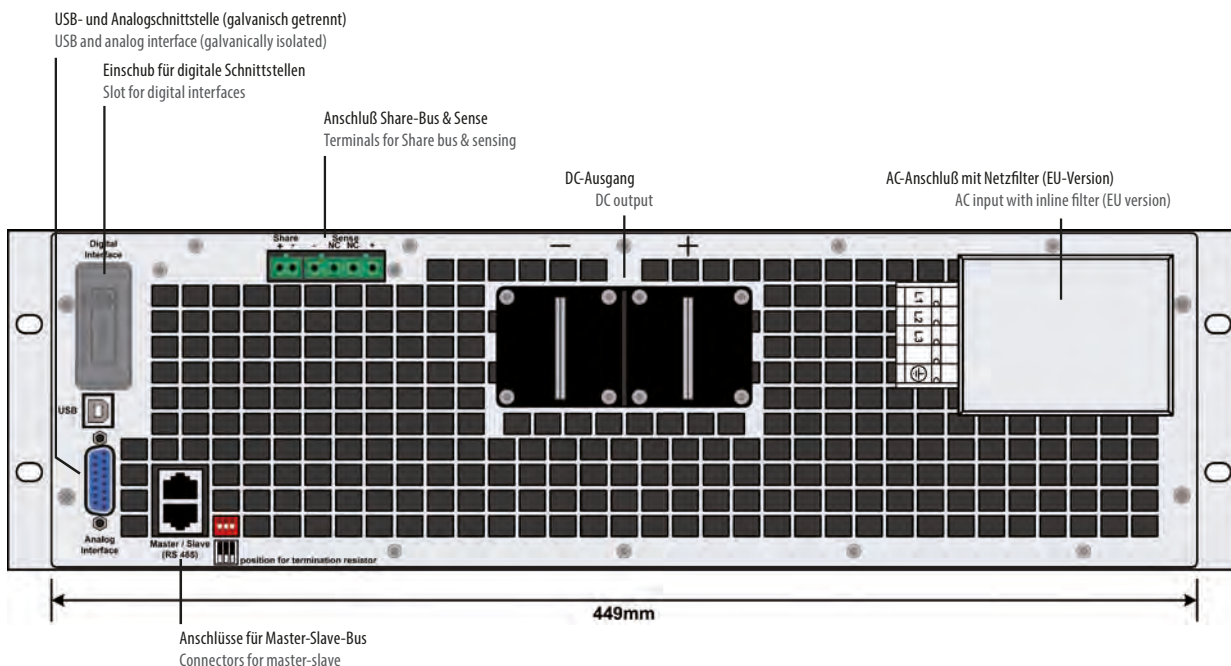 USB- und Analogschnittstelle (galvanisch getrennt)
USB and analog interface (galvanically isolated)
Einschub für digitale Schnittstellen
Slot for digital interfaces
Anschluß Share-Bus & Sense
Terminals for Share bus & sensing
DC-Ausgang
DC output
AC-Anschluß mit Netzfilter (EU-Version)
AC input with inline filter (EU version)
Digital
Interface
Share
+ -
Sense
- NC NC +
— +
L1
L2
L3
USB
Analog
Interface
Master / Slave
(RS 485)
position for termination resistor
449mm
Anschlüsse für Master-Slave-Bus
Connectors for master-slave